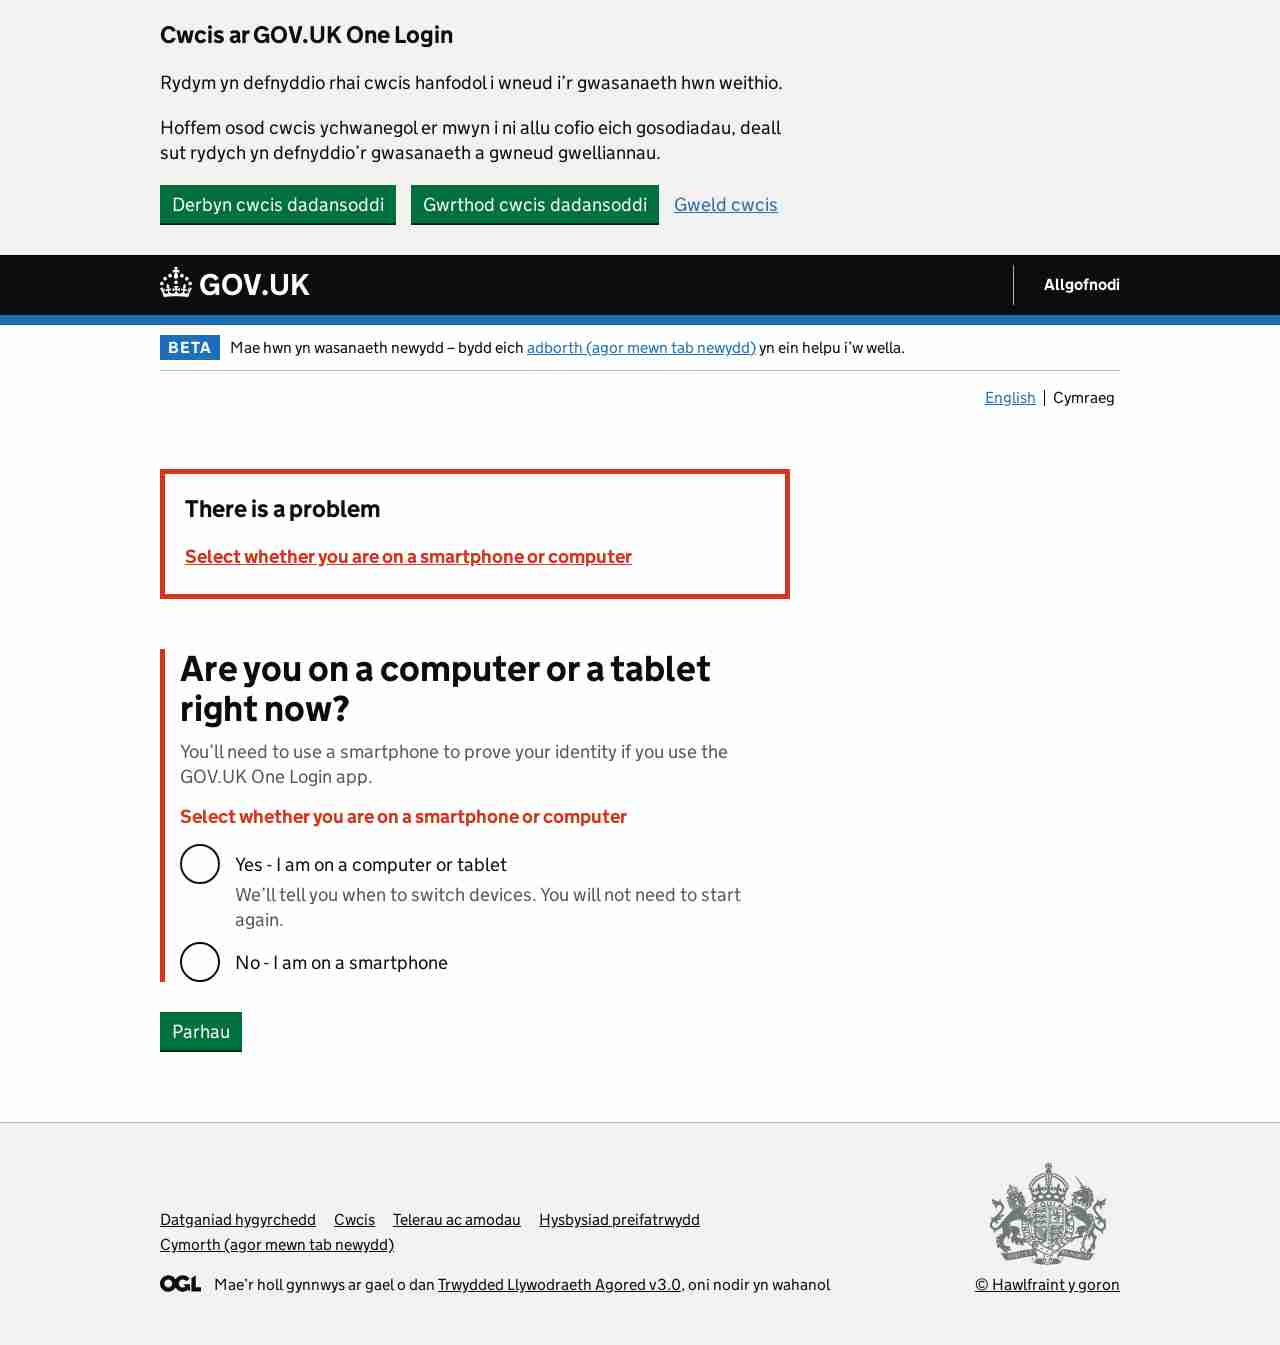 Cwcis ar GOV.UK One Login
Rydym yn defnyddio rhai cwcis hanfodol i wneud i’r gwasanaeth hwn weithio.
Hoffem osod cwcis ychwanegol er mwyn i ni allu cofio eich gosodiadau, deall
sut rydych yn defnyddio’r gwasanaeth a gwneud gwelliannau.
Derbyn cwcis dadansoddi Gwrthod cwcis dadansoddi Gweld cwcis
GOV.UK Allgofnodi
BETA Mae hwn yn wasanaeth newydd – bydd eich adborth (agor mewn tab newydd) yn ein helpu i’w wella.
English Cymraeg
There is a problem
Select whether you are on a smartphone or computer
Are you on a computer or a tablet
right now?
You’ll need to use a smartphone to prove your identity if you use the
GOV.UK One Login app.
Select whether you are on a smartphone or computer
Yes - I am on a computer or tablet
We’ll tell you when to switch devices. You will not need to start
again.
No - I am on a smartphone
Parhau
Datganiad hygyrchedd Cwcis Telerau ac amodau Hysbysiad preifatrwydd
Cymorth (agor mewn tab newydd)
OGL Mae’r holl gynnwys ar gael o dan Trwydded Llywodraeth Agored v3.0, oni nodir yn wahanol
© Hawlfraint y goron